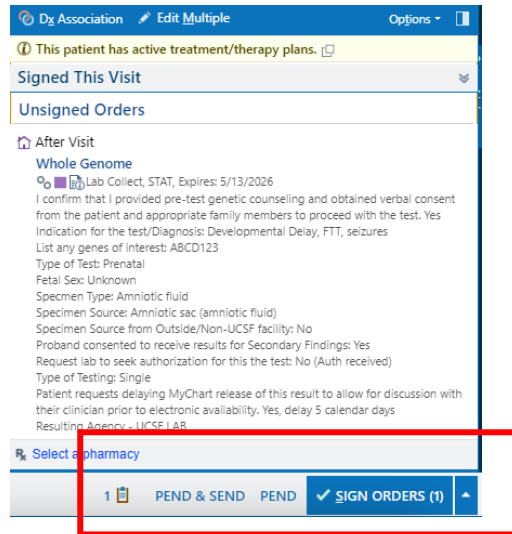 Dx Association Edit Multiple Options
This patient has active treatment/therapy plans.
Signed This Visit
Unsigned Orders
After Visit
Whole Genome
Lab Collect, STAT, Expires: 5/13/2026
I confirm that I provided pre-test genetic counseling and obtained verbal consent
from the patient and appropriate family members to proceed with the test. Yes
Indication for the test/Diagnosis: Developmental Delay, FTT, seizures
List any genes of interest: ABCD123
Type of Test: Prenatal
Fetal Sex: Unknown
Specmen Type: Amniotic fluid
Specimen Source: Amniotic sac (amniotic fluid)
Specimen Source from Outside/Non-UCSF facility: No
Proband consented to receive results for Secondary Findings: Yes
Request lab to seek authorization for this the test: No (Auth received)
Type of Testing: Single
Patient requests delaying MyChart release of this result to allow for discussion with
their clinician prior to electronic availability. Yes, delay 5 calendar days
Resulting Agency - UCSF LAB
Rx Select a pharmacy
1 PEND & SEND PEND SIGN ORDERS (1)